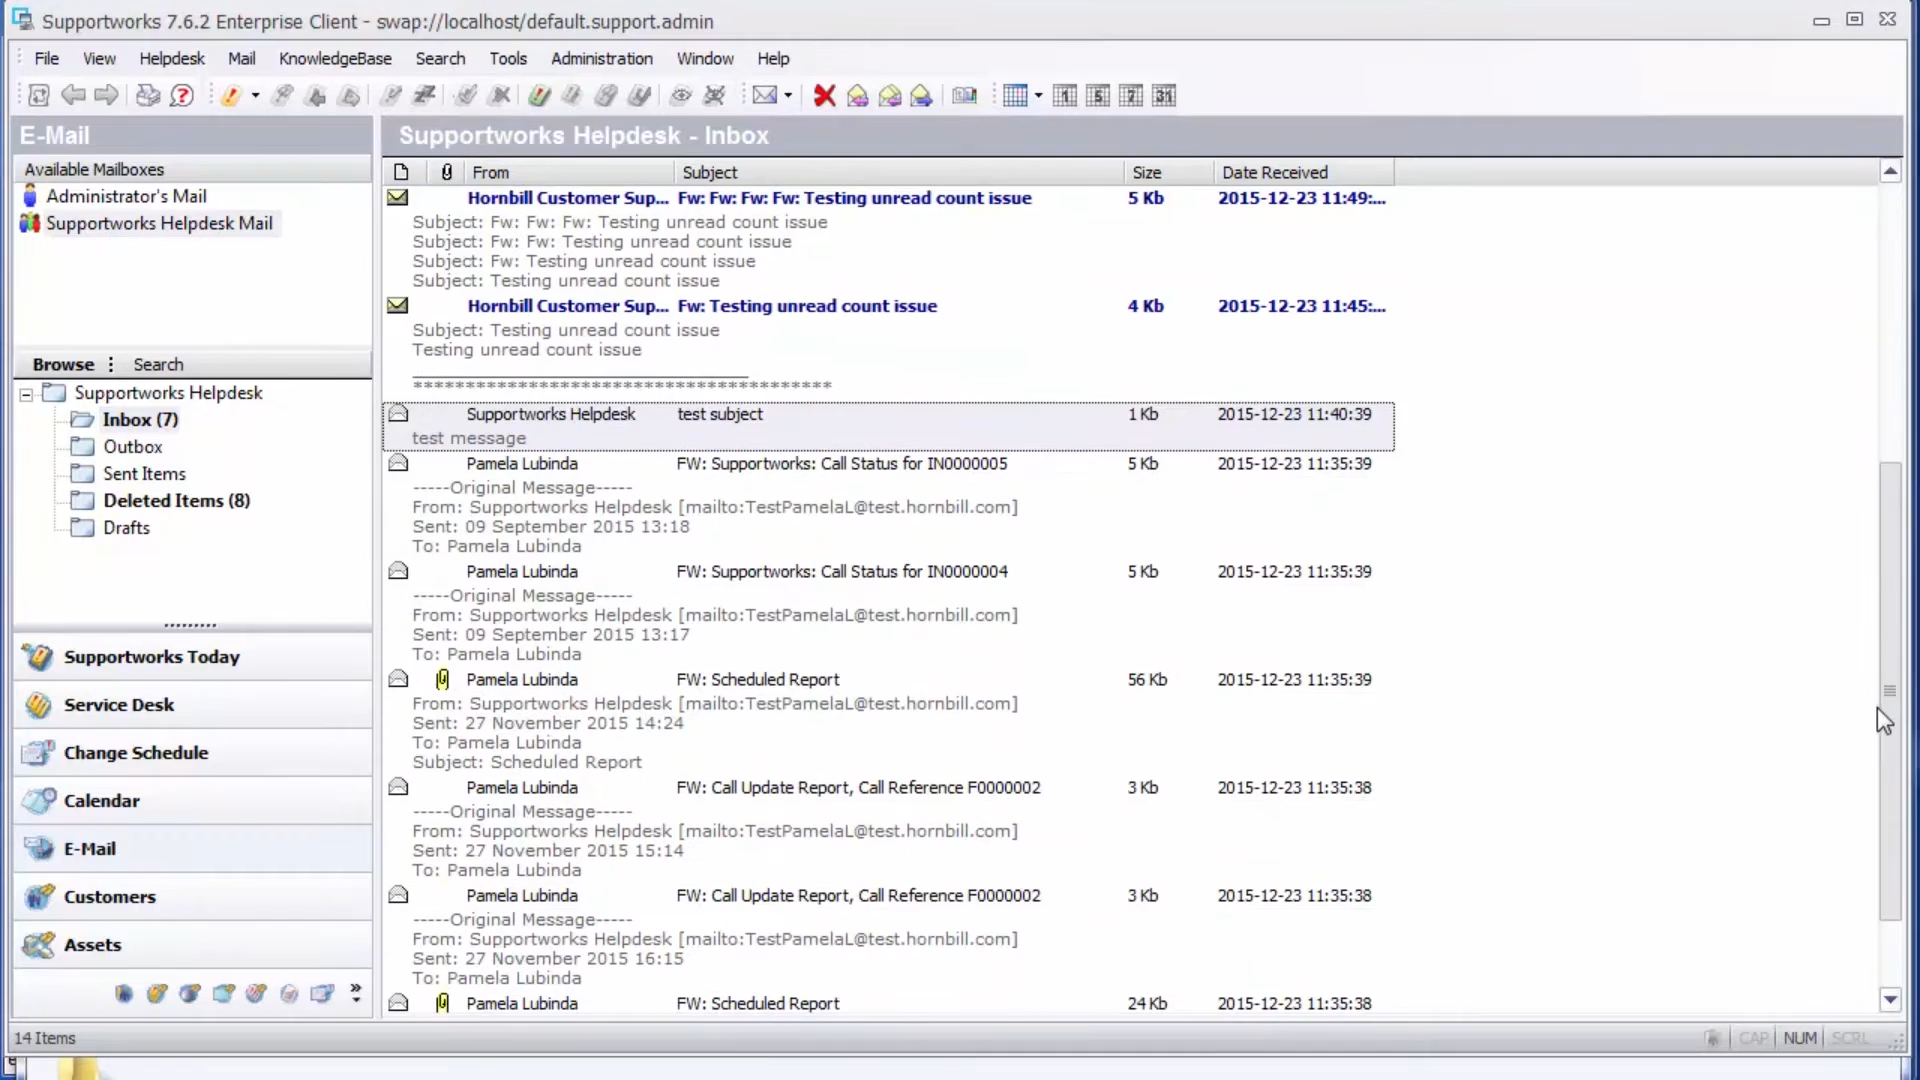 Supportworks 7.6.2 Enterprise Client - swap://localhost/default.support.admin
File View Helpdesk Mail KnowledgeBase Search Tools Administration Window Help
1 5 7 31
E-Mail
Available Mailboxes
Administrator's Mail
Supportworks Helpdesk Mail
Browse Search
Supportworks Helpdesk
Inbox (7)
Outbox
Sent Items
Deleted Items (8)
Drafts
Supportworks Today
Service Desk
Change Schedule
Calendar
E-Mail
Customers
Assets
Supportworks Helpdesk - Inbox
From Subject Size Date Received
Hornbill Customer Sup... Fw: Fw: Fw: Fw: Testing unread count issue 5 Kb 2015-12-23 11:49:...
Subject: Fw: Fw: Fw: Testing unread count issue
Subject: Fw: Fw: Testing unread count issue
Subject: Fw: Testing unread count issue
Subject: Testing unread count issue
Hornbill Customer Sup... Fw: Testing unread count issue 4 Kb 2015-12-23 11:45:...
Subject: Testing unread count issue
Testing unread count issue
________________________________
****************************************
Supportworks Helpdesk test subject 1 Kb 2015-12-23 11:40:39
test message
Pamela Lubinda FW: Supportworks: Call Status for IN0000005 5 Kb 2015-12-23 11:35:39
-----Original Message-----
From: Supportworks Helpdesk [mailto:TestPamelaL@test.hornbill.com]
Sent: 09 September 2015 13:18
To: Pamela Lubinda
Pamela Lubinda FW: Supportworks: Call Status for IN0000004 5 Kb 2015-12-23 11:35:39
-----Original Message-----
From: Supportworks Helpdesk [mailto:TestPamelaL@test.hornbill.com]
Sent: 09 September 2015 13:17
To: Pamela Lubinda
Pamela Lubinda FW: Scheduled Report 56 Kb 2015-12-23 11:35:39
From: Supportworks Helpdesk [mailto:TestPamelaL@test.hornbill.com]
Sent: 27 November 2015 14:24
To: Pamela Lubinda
Subject: Scheduled Report
Pamela Lubinda FW: Call Update Report, Call Reference F0000002 3 Kb 2015-12-23 11:35:38
-----Original Message-----
From: Supportworks Helpdesk [mailto:TestPamelaL@test.hornbill.com]
Sent: 27 November 2015 15:14
To: Pamela Lubinda
Pamela Lubinda FW: Call Update Report, Call Reference F0000002 3 Kb 2015-12-23 11:35:38
-----Original Message-----
From: Supportworks Helpdesk [mailto:TestPamelaL@test.hornbill.com]
Sent: 27 November 2015 16:15
To: Pamela Lubinda
Pamela Lubinda FW: Scheduled Report 24 Kb 2015-12-23 11:35:38
14 Items CAP NUM SCRL